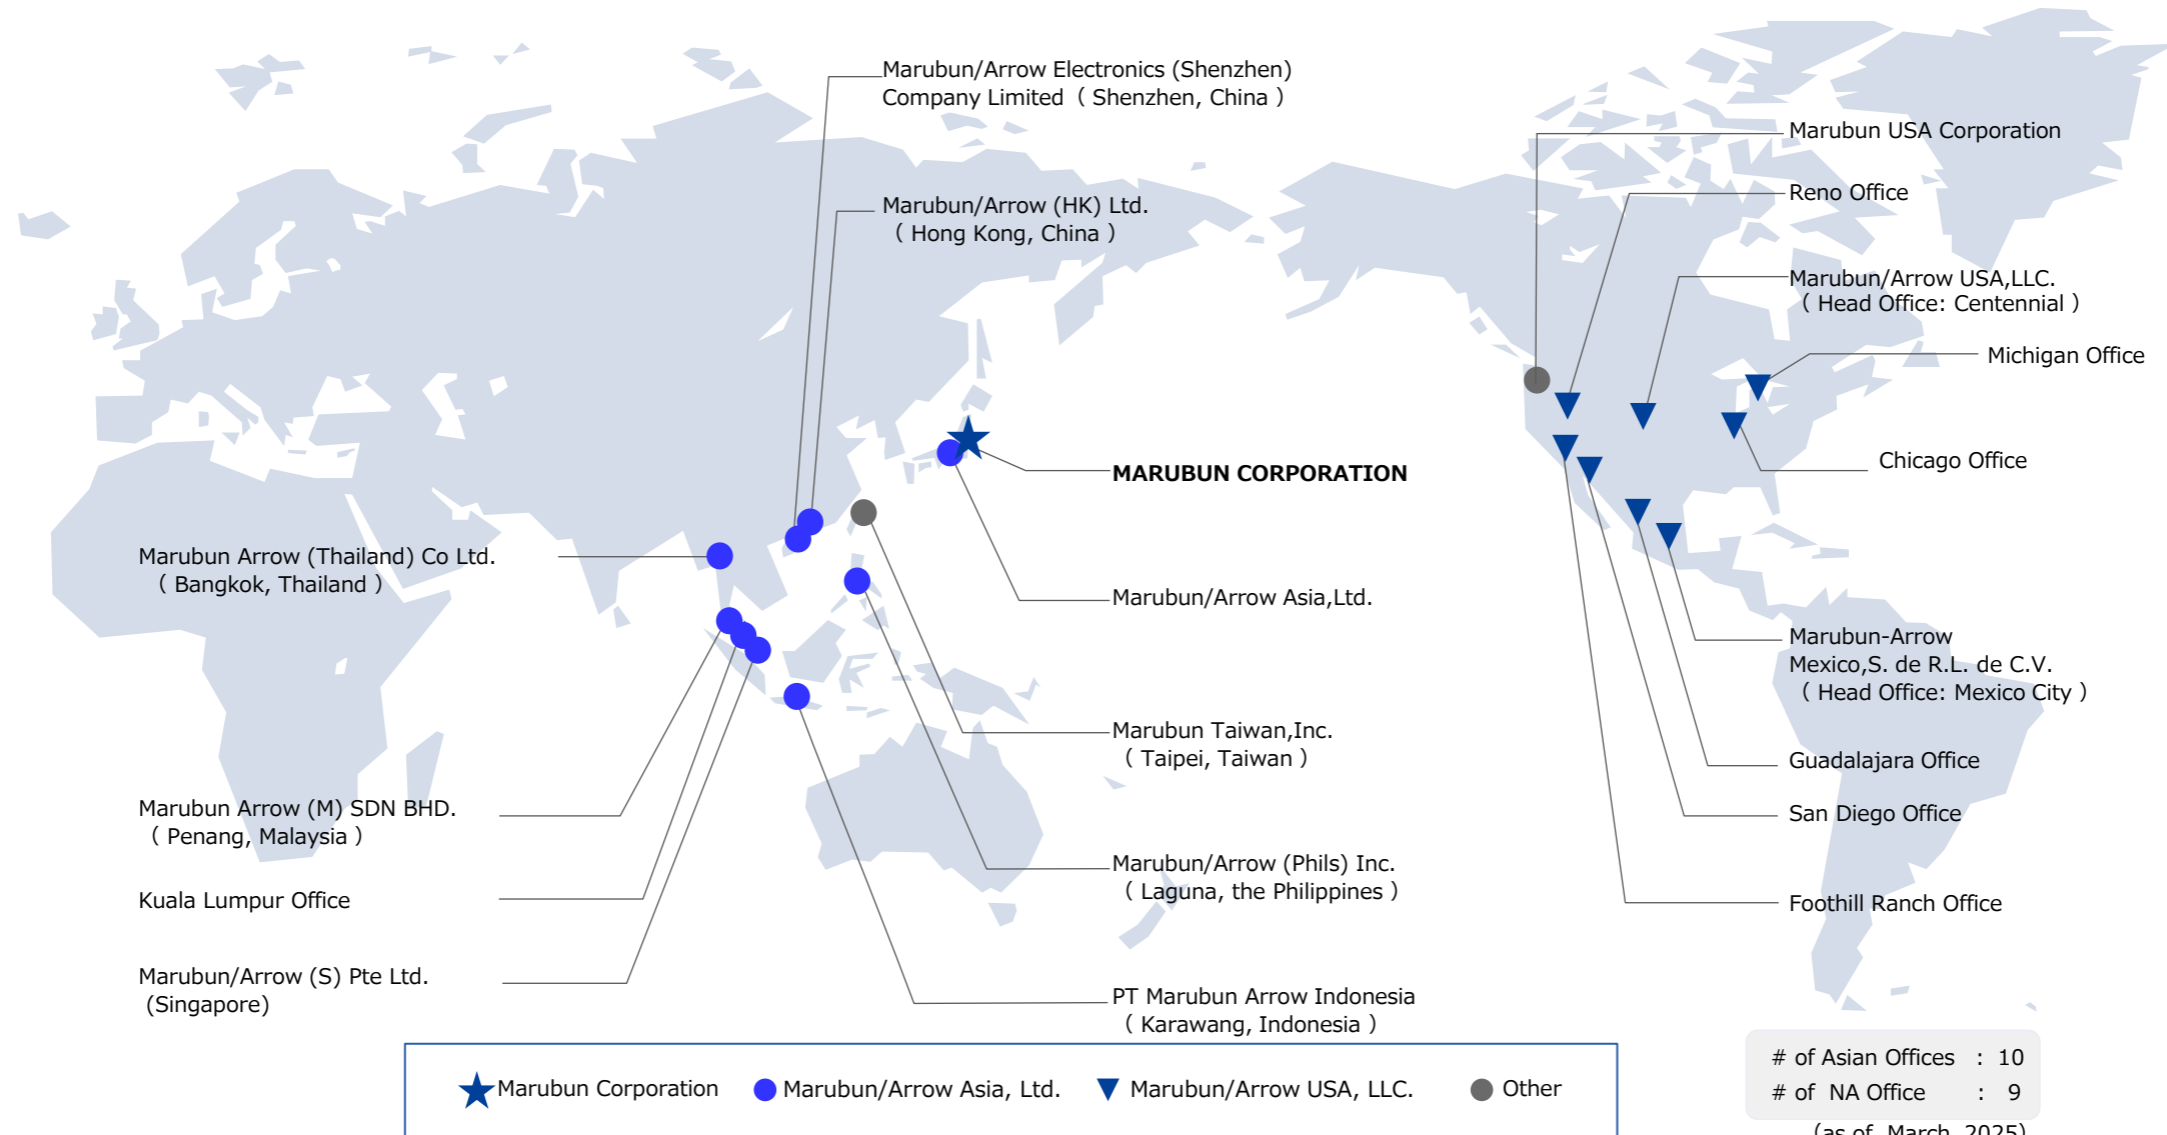 Marubun/Arrow Electronics (Shenzhen)
Company Limited ( Shenzhen, China )
Marubun/Arrow (HK) Ltd.
( Hong Kong, China )
Marubun Arrow (Thailand) Co Ltd.
( Bangkok, Thailand )
Marubun Arrow (M) SDN BHD.
( Penang, Malaysia )
Kuala Lumpur Office
Marubun/Arrow (S) Pte Ltd.
(Singapore)
MARUBUN CORPORATION
Marubun/Arrow Asia,Ltd.
Marubun Taiwan,Inc.
( Taipei, Taiwan )
Marubun/Arrow (Phils) Inc.
( Laguna, the Philippines )
PT Marubun Arrow Indonesia
( Karawang, Indonesia )
Marubun USA Corporation
Reno Office
Marubun/Arrow USA,LLC.
( Head Office: Centennial )
Michigan Office
Chicago Office
Marubun-Arrow
Mexico,S. de R.L. de C.V.
( Head Office: Mexico City )
Guadalajara Office
San Diego Office
Foothill Ranch Office
Marubun Corporation Marubun/Arrow Asia, Ltd. Marubun/Arrow USA, LLC. Other
# of Asian Offices : 10
# of NA Office : 9
(as of March 2025)